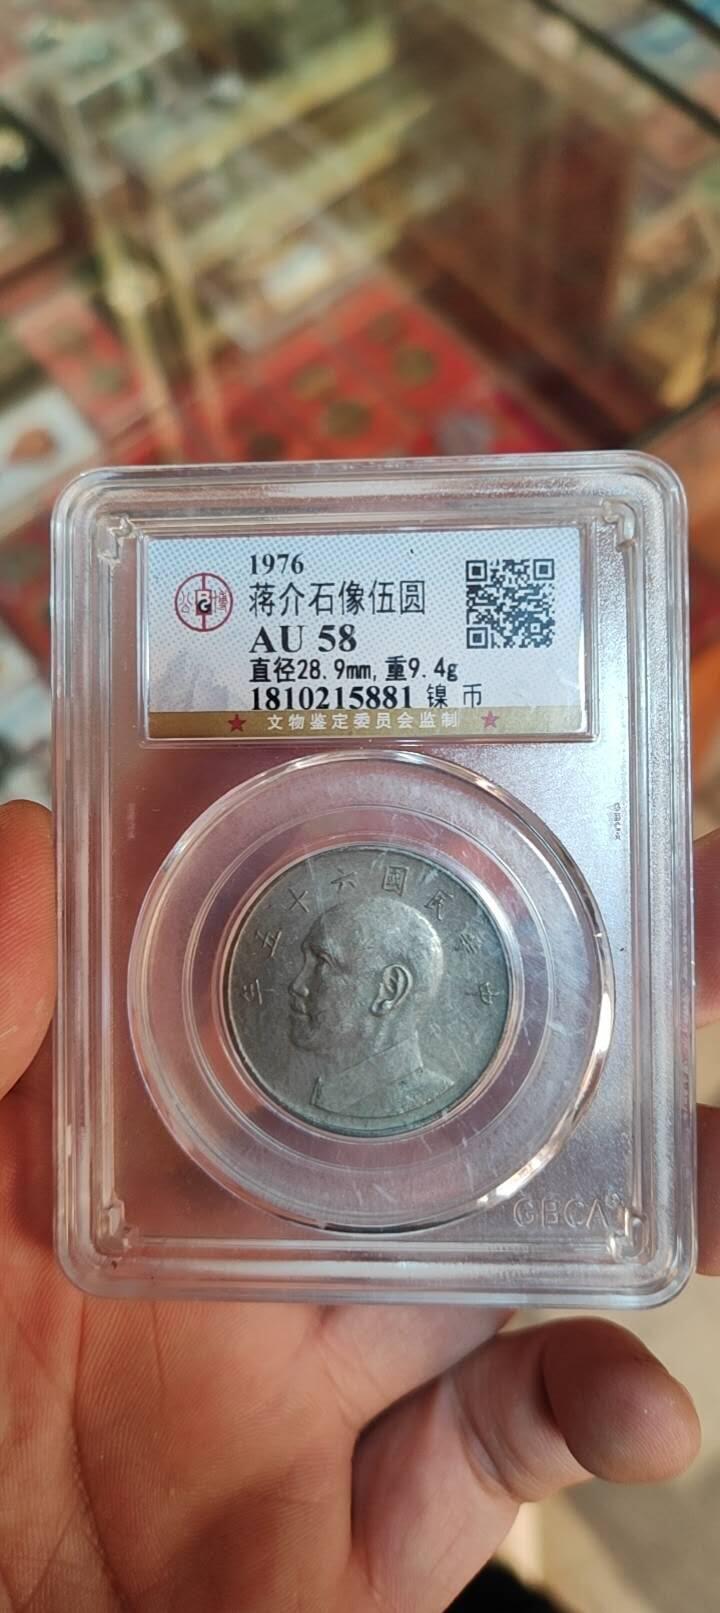 1976
蒋介石像伍圆
AU 58
直径28.9mm,重9.4g
1810215881 镍 币
文物鉴定委员会监制
公 G 博
年五十六國民華中
GBCA